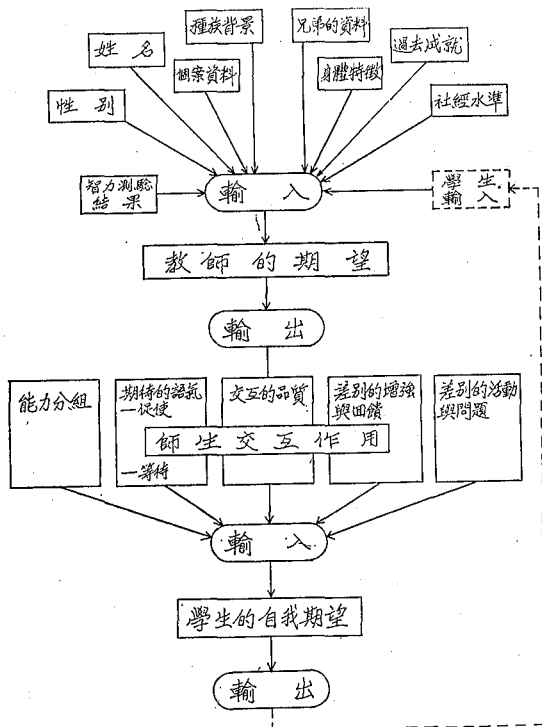 種族背景
兄弟的資料
姓名
過去成就
個案資料
身體特徵
性別
社經水準
智力測驗
結果
輸入
學生
輸入
教師的期望
輸出
能力分組
期待的語氣
—促使
—等待
交互的品質
差別的增強
與回饋
差別的活動
與問題
師生交互作用
輸入
學生的自我期望
輸出